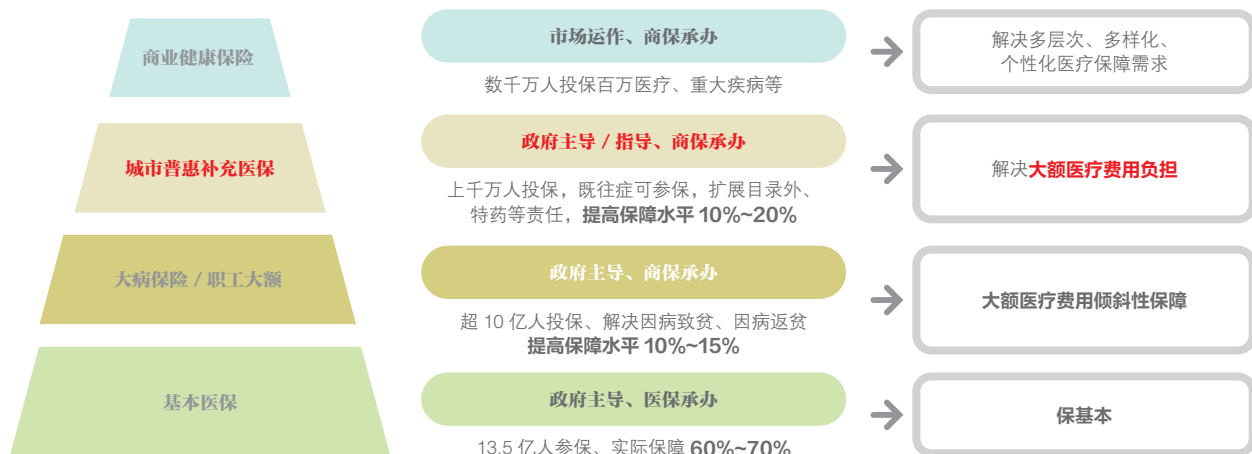 商业健康保险
市场运作、商保承办
数千万人投保百万医疗、重大疾病等
解决多层次、多样化、
个性化医疗保障需求
城市普惠补充医保
政府主导 / 指导、商保承办
上千万人投保，既往症可参保，扩展目录外、
特药等责任，提高保障水平 10%~20%
解决大额医疗费用负担
大病保险 / 职工大额
政府主导、商保承办
超 10 亿人投保、解决因病致贫、因病返贫
提高保障水平 10%~15%
大额医疗费用倾斜性保障
基本医保
政府主导、医保承办
13.5 亿人参保、实际保障 60%~70%
保基本